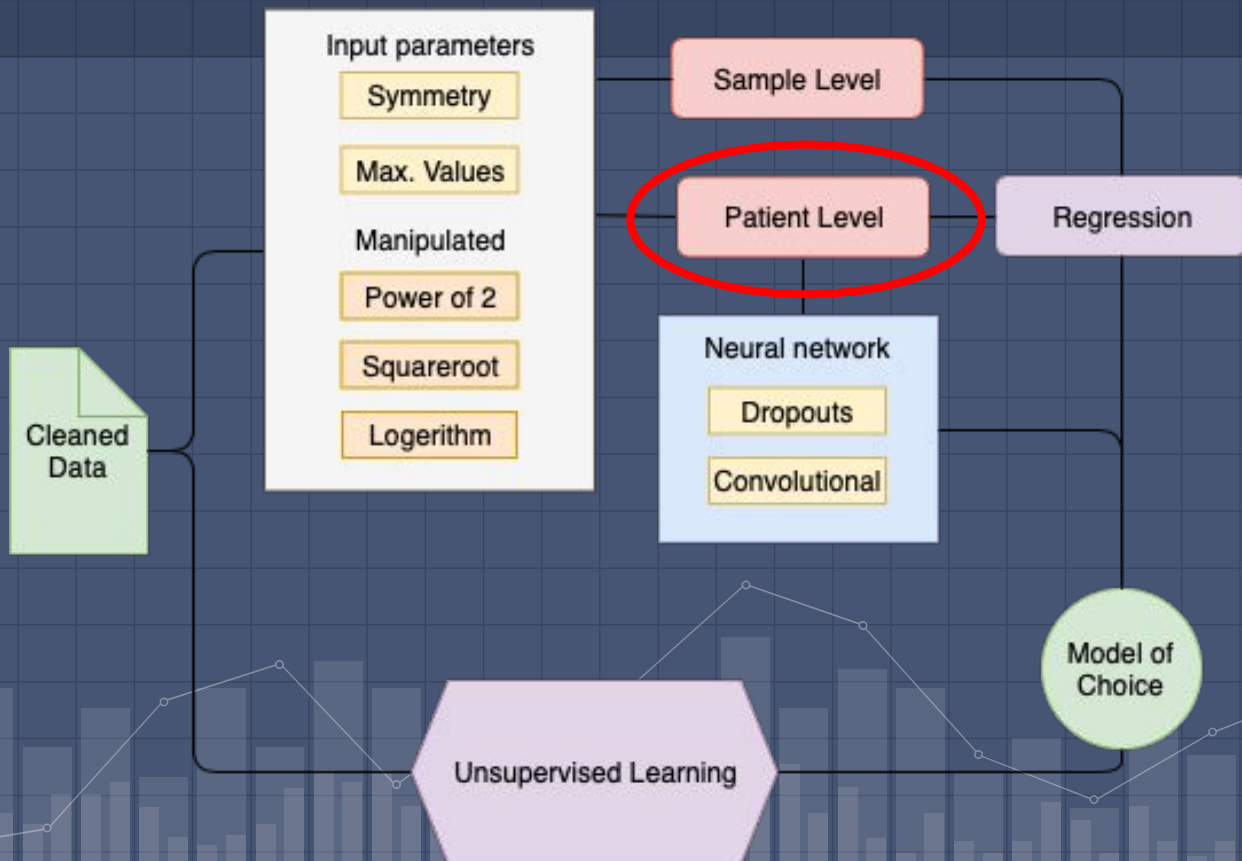 Input parameters
Symmetry
Max. Values
Manipulated
Power of 2
Squareroot
Logerithm
Sample Level
Patient Level
Regression
Neural network
Dropouts
Convolutional
Cleaned
Data
Model of
Choice
Unsupervised Learning